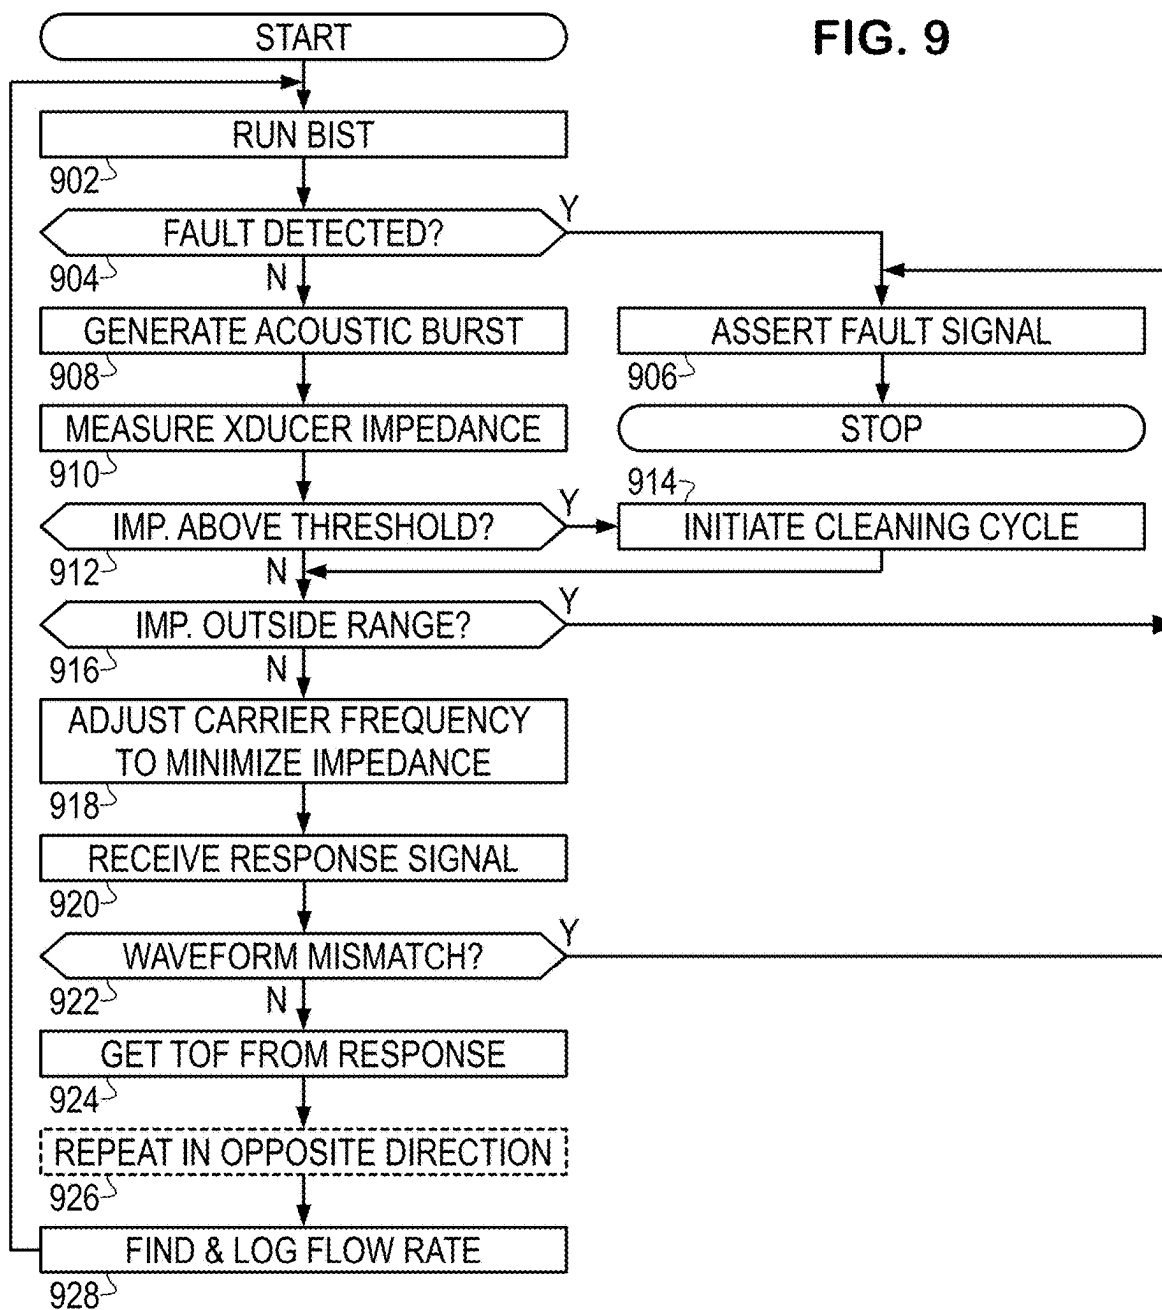 START
FIG. 9
RUN BIST
902
FAULT DETECTED?
Y
904
N
GENERATE ACOUSTIC BURST
ASSERT FAULT SIGNAL
908
906
MEASURE XDUCER IMPEDANCE
STOP
910
914
IMP. ABOVE THRESHOLD?
Y
INITIATE CLEANING CYCLE
912
N
IMP. OUTSIDE RANGE?
Y
916
N
ADJUST CARRIER FREQUENCY
TO MINIMIZE IMPEDANCE
918
RECEIVE RESPONSE SIGNAL
920
WAVEFORM MISMATCH?
Y
922
N
GET TOF FROM RESPONSE
924
REPEAT IN OPPOSITE DIRECTION
926
FIND & LOG FLOW RATE
928